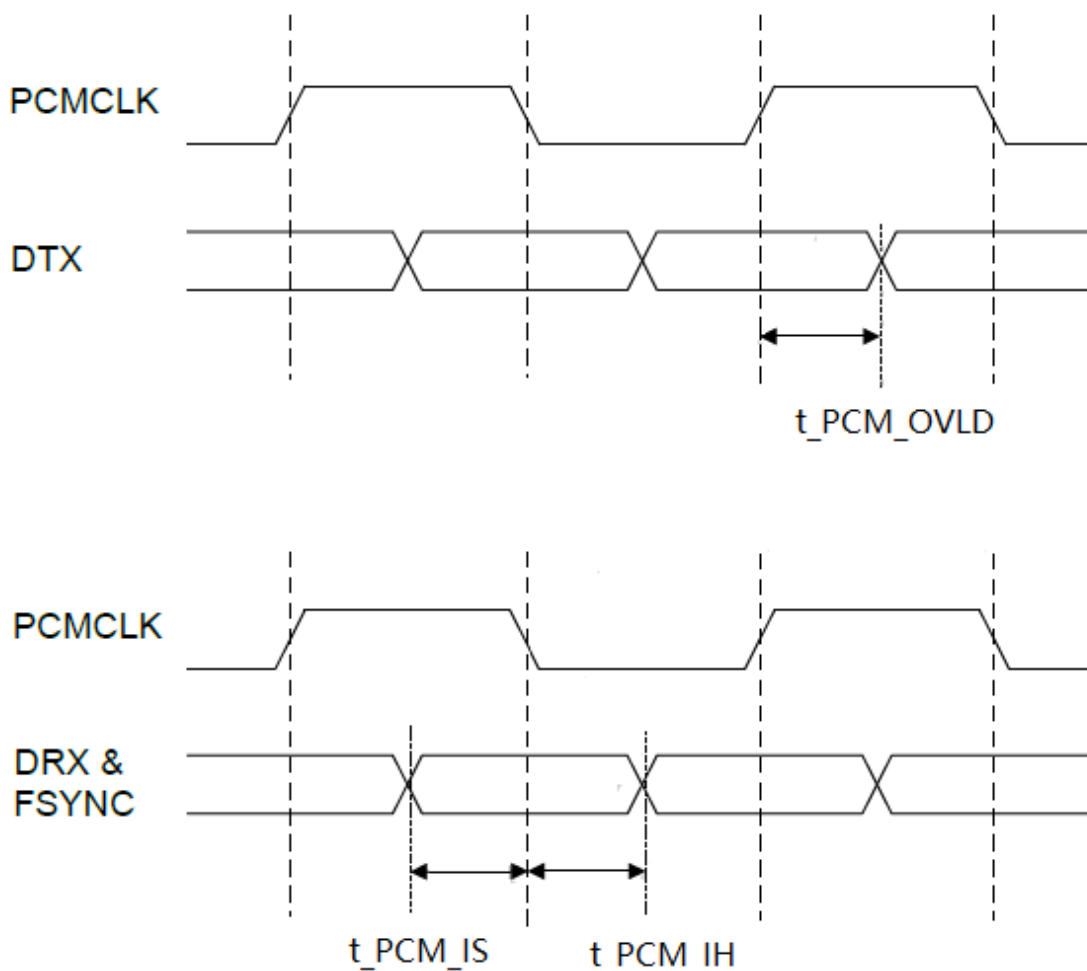 PCMCLK
DTX
t_PCM_OVLD
PCMCLK
DRX &
FSYNC
t_PCM_IS
t_PCM_IH